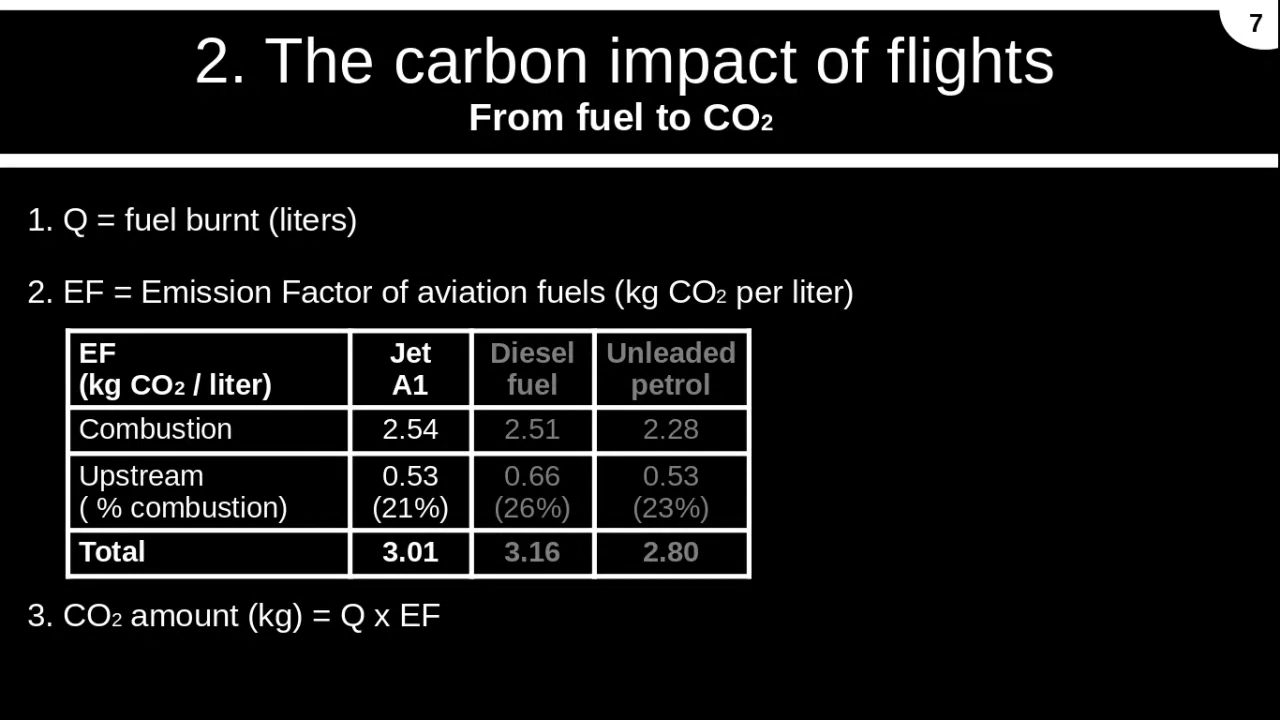 7
2. The carbon impact of flights
From fuel to CO₂
1. Q = fuel burnt (liters)
2. EF = Emission Factor of aviation fuels (kg CO₂ per liter)
EF (kg CO₂ / liter) Jet A1 Diesel fuel Unleaded petrol
Combustion 2.54 2.51 2.28
Upstream ( % combustion) 0.53 (21%) 0.66 (26%) 0.53 (23%)
Total 3.01 3.16 2.80
3. CO₂ amount (kg) = Q x EF